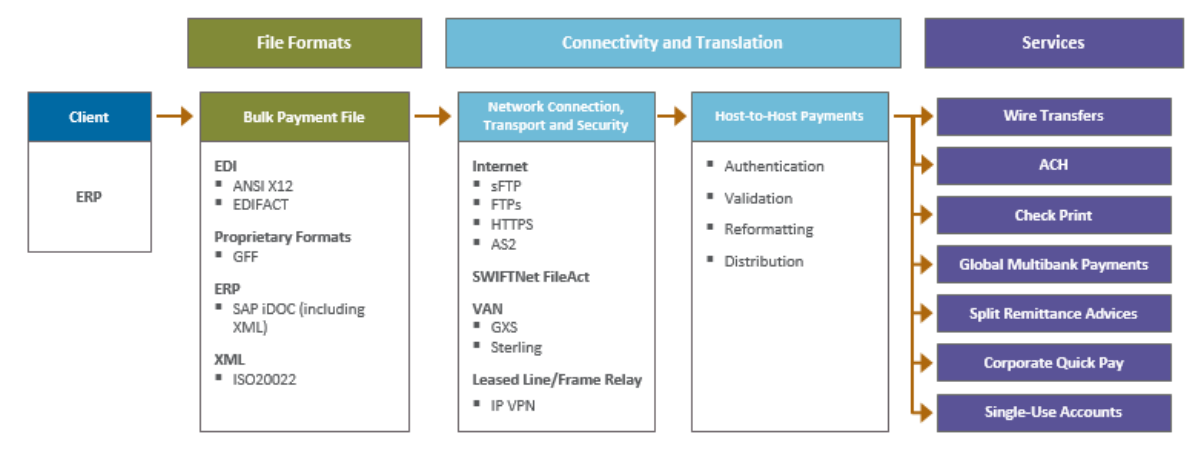 File Formats
Connectivity and Translation
Services
Client
ERP
Bulk Payment File
EDI
▪ ANSI X12
▪ EDIFACT
Proprietary Formats
▪ GFF
ERP
▪ SAP iDOC (including
XML)
XML
▪ ISO20022
Network Connection,
Transport and Security
Internet
▪ sFTP
▪ FTPs
▪ HTTPS
▪ AS2
SWIFTNet FileAct
VAN
▪ GXS
▪ Sterling
Leased Line/Frame Relay
▪ IP VPN
Host-to-Host Payments
▪ Authentication
▪ Validation
▪ Reformatting
▪ Distribution
Wire Transfers
ACH
Check Print
Global Multibank Payments
Split Remittance Advices
Corporate Quick Pay
Single-Use Accounts